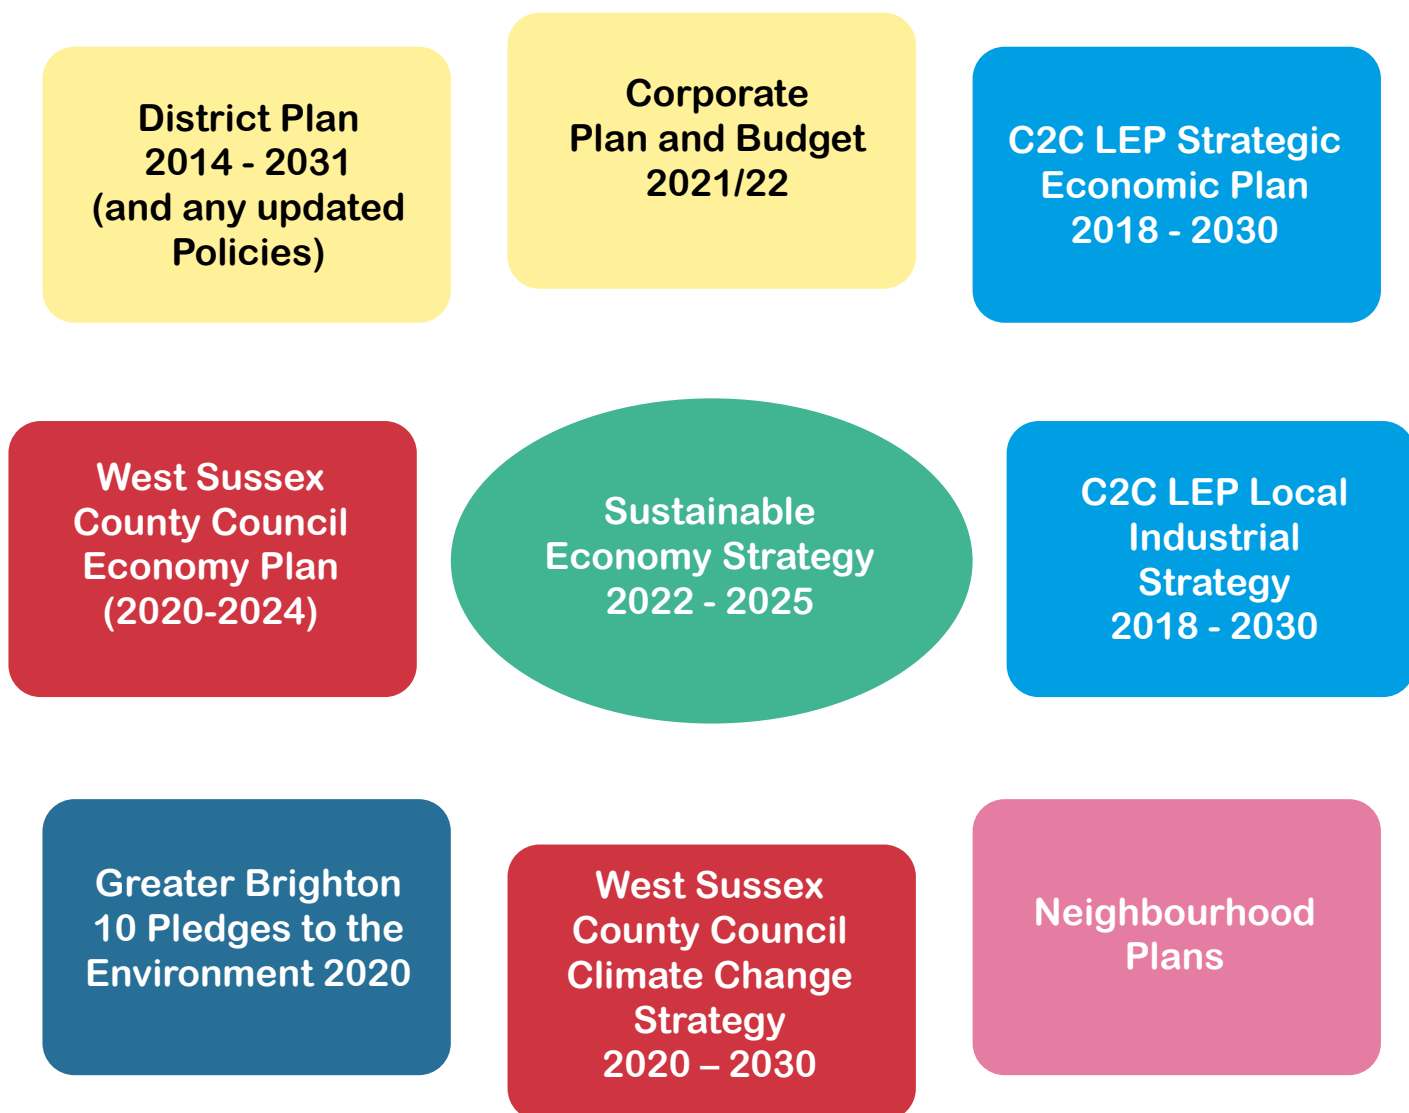 District Plan
2014 - 2031
(and any updated
Policies)
Corporate
Plan and Budget
2021/22
C2C LEP Strategic
Economic Plan
2018 - 2030
West Sussex
County Council
Economy Plan
(2020-2024)
Sustainable
Economy Strategy
2022 - 2025
C2C LEP Local
Industrial
Strategy
2018 - 2030
Greater Brighton
10 Pledges to the
Environment 2020
West Sussex
County Council
Climate Change
Strategy
2020 – 2030
Neighbourhood
Plans